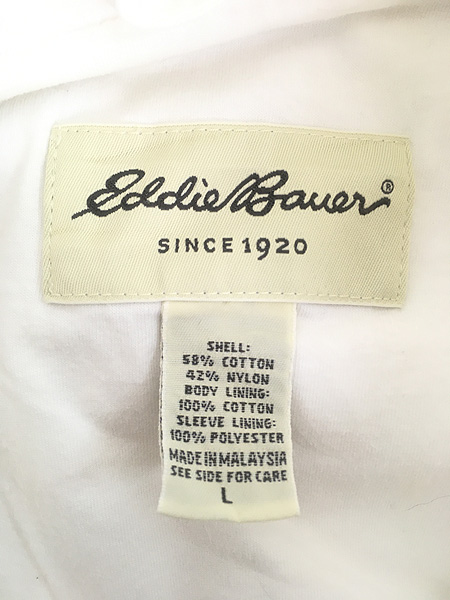 Eddie Bauer®
SINCE 1920
SHELL:
58% COTTON
42% NYLON
BODY LINING:
100% COTTON
SLEEVE LINING:
100% POLYESTER
MADE IN MALAYSIA
SEE SIDE FOR CARE
L